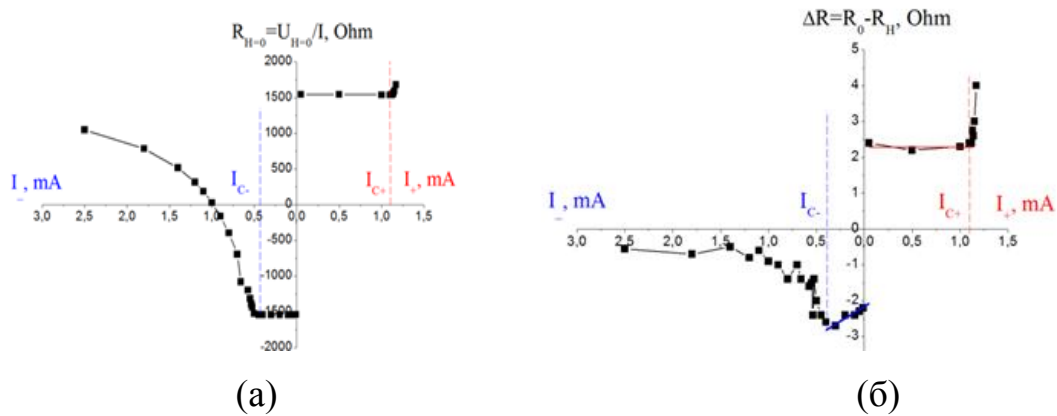 R_{H=0}=U_{H=0}/I, Ohm
2000
1500
1000
500
0
-500
-1000
-1500
-2000
I_-, mA
I_{C-}
I_{C+}
I_+, mA
3,0 2,5 2,0 1,5 1,0 0,5 0,0 0,5 1,0 1,5
(а)
ΔR=R_0-R_H, Ohm
5
4
3
2
1
0
-1
-2
-3
I_-, mA
I_{C-}
I_{C+}
I_+, mA
3,0 2,5 2,0 1,5 1,0 0,5 0,0 0,5 1,0 1,5
(б)